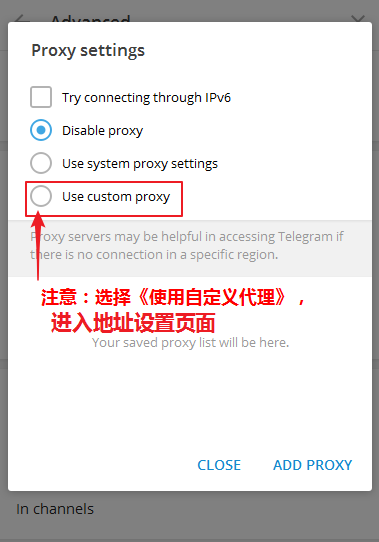 Advanced
Proxy settings
Try connecting through IPv6
Disable proxy
Use system proxy settings
Use custom proxy
Proxy servers may be helpful in accessing Telegram if
there is no connection in a specific region.
注意：选择《使用自定义代理》，
进入地址设置页面
Your saved proxy list will be here.
CLOSE ADD PROXY
In channels